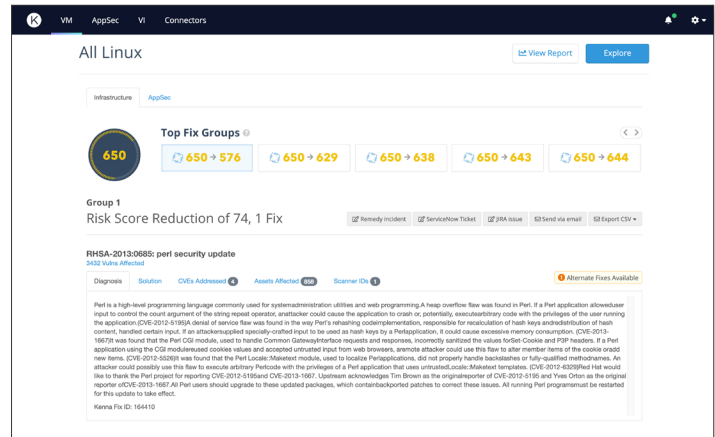 K VM AppSec VI Connectors
All Linux
View Report Explore
Infrastructure AppSec
650
Top Fix Groups
650 → 576 650 → 629 650 → 638 650 → 643 650 → 644
Group 1
Risk Score Reduction of 74, 1 Fix
Remedy incident ServiceNow Ticket JIRA issue Send via email Export CSV
RHSA-2013:0685: perl security update
3432 Vulns Affected
Diagnosis Solution CVEs Addressed 4 Assets Affected 858 Scanner IDs 1
Alternate Fixes Available
Perl is a high-level programming language commonly used for systemadministration utilities and web programming.A heap overflow flaw was found in Perl. If a Perl application alloweduser
input to control the count argument of the string repeat operator, anattacker could cause the application to crash or, potentially, executearbitrary code with the privileges of the user running
the application.(CVE-2012-5195)A denial of service flaw was found in the way Perl's rehashing codeimplementation, responsible for recalculation of hash keys andredistribution of hash
content, handled certain input. If an attackersupplied specially-crafted input to be used as hash keys by a Perlapplication, it could cause excessive memory consumption. (CVE-2013-
1667)It was found that the Perl CGI module, used to handle Common GatewayInterface requests and responses, incorrectly sanitized the values forSet-Cookie and P3P headers. If a Perl
application using the CGI modulereused cookies values and accepted untrusted input from web browsers, aremote attacker could use this flaw to alter member items of the cookie oradd
new items. (CVE-2012-5526)It was found that the Perl Locale::Maketext module, used to localize Perlapplications, did not properly handle backslashes or fully-qualified methodnames. An
attacker could possibly use this flaw to execute arbitrary Perlcode with the privileges of a Perl application that uses untrustedLocale::Maketext templates. (CVE-2012-6329)Red Hat would
like to thank the Perl project for reporting CVE-2012-5195and CVE-2013-1667. Upstream acknowledges Tim Brown as the originalreporter of CVE-2012-5195 and Yves Orton as the original
reporter ofCVE-2013-1667.All Perl users should upgrade to these updated packages, which containbackported patches to correct these issues. All running Perl programsmust be restarted
for this update to take effect.
Kenna Fix ID: 164410